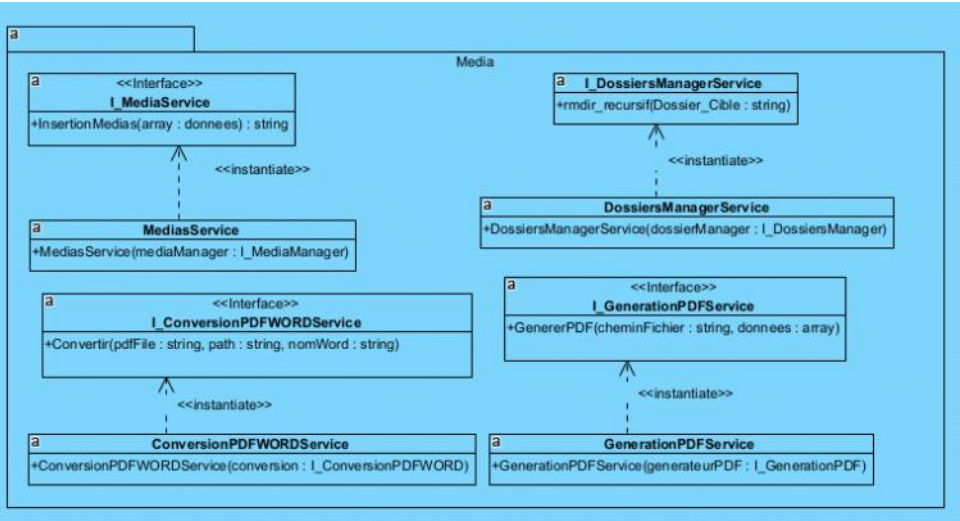 a
Media
a
<<Interface>>
I_MediaService
+InsertionMedias(array : donnees) : string
<<instantiate>>
a
MediasService
+MediasService(mediaManager : I_MediaManager)
a
I_DossiersManagerService
+rmdir_recursif(Dossier_Cible : string)
<<instantiate>>
a
DossiersManagerService
+DossiersManagerService(dossierManager : I_DossiersManager)
a
<<Interface>>
I_ConversionPDFWORDService
+Convertir(pdfFile : string, path : string, nomWord : string)
<<instantiate>>
a
ConversionPDFWORDService
+ConversionPDFWORDService(conversion : I_ConversionPDFWORD)
a
<<Interface>>
I_GenerationPDFService
+GenererPDF(cheminFichier : string, donnees : array)
<<instantiate>>
a
GenerationPDFService
+GenerationPDFService(generateurPDF : I_GenerationPDF)